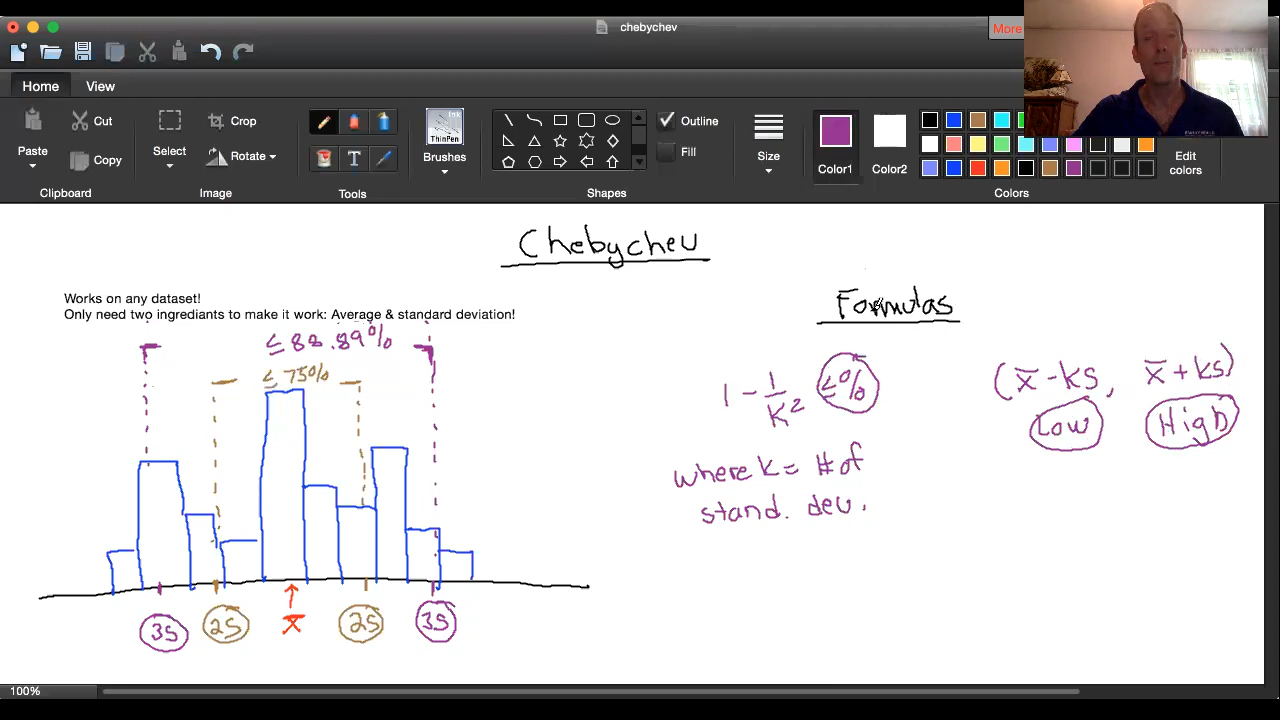 chebychev
More
Home View
Paste
Cut
Copy
Clipboard
Select
Crop
Rotate
Image
Tools
Ink
ThinPen
Brushes
Outline
Fill
Shapes
Size
Color1
Color2
Edit colors
Colors
Chebychev
Works on any dataset!
Only need two ingrediants to make it work: Average & standard deviation!
Formulas
≤ 88.89%
≤ 75%
1 - 1/K² ≤%
(x̄ - ks, x̄ + ks)
Low High
where k = # of
stand. dev.
3S 2S x̄ 2S 3S
100%